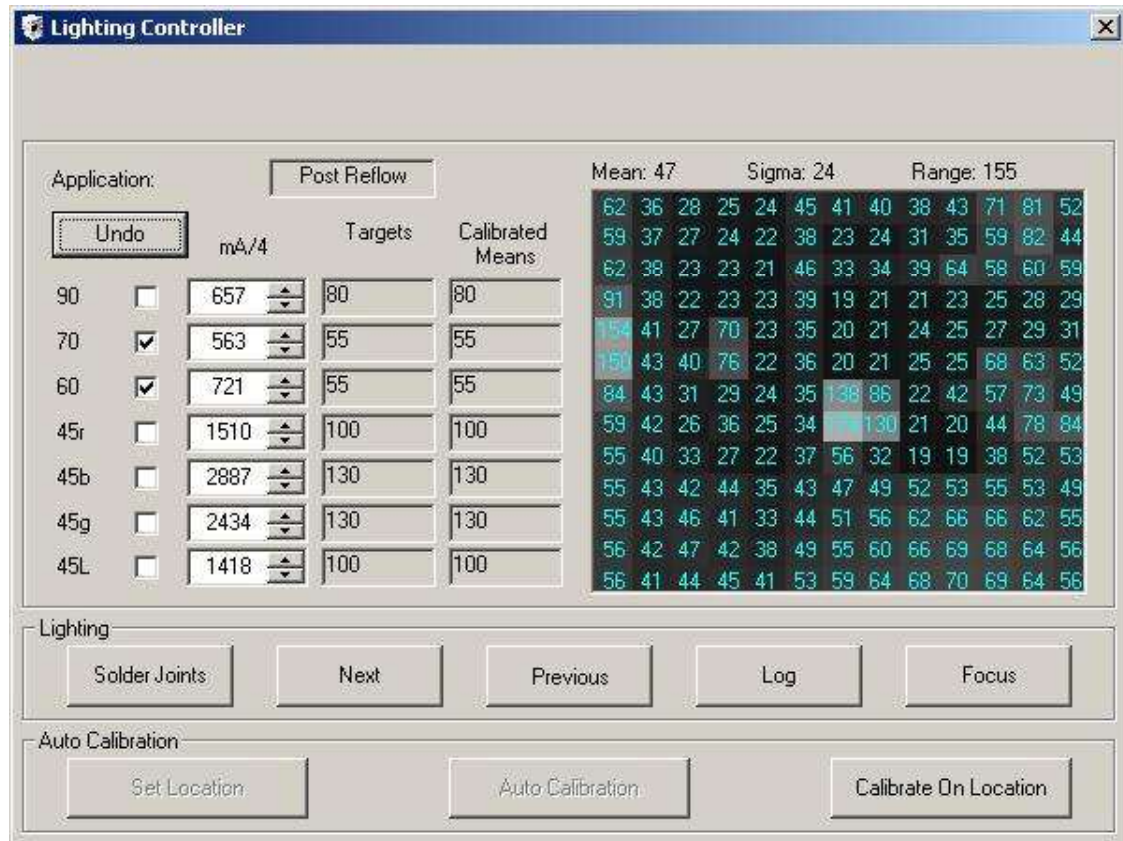 Lighting Controller
Application: Post Reflow
Undo mA/4 Targets Calibrated Means
90 657 80 80
70 563 55 55
60 721 55 55
45r 1510 100 100
45b 2887 130 130
45g 2434 130 130
45L 1418 100 100
Mean: 47 Sigma: 24 Range: 155
62 36 28 25 24 45 41 40 38 43 71 81 52
59 37 27 24 22 38 23 24 31 35 59 82 44
62 38 23 23 21 46 33 34 39 64 58 60 59
91 38 22 23 23 39 19 21 21 23 25 28 29
154 41 27 70 23 35 20 21 24 25 27 29 31
150 43 40 76 22 36 20 21 25 25 68 63 52
84 43 31 29 24 35 138 86 22 42 57 73 49
59 42 26 36 25 34 130 21 20 44 78 84
55 40 33 27 22 37 56 32 19 19 38 52 53
55 43 42 44 35 43 47 49 52 53 55 53 49
55 43 46 41 33 44 51 56 62 66 66 62 55
56 42 47 42 38 49 55 60 66 69 68 64 56
56 41 44 45 41 53 59 64 68 70 69 64 56
Lighting
Solder Joints Next Previous Log Focus
Auto Calibration
Set Location Auto Calibration Calibrate On Location